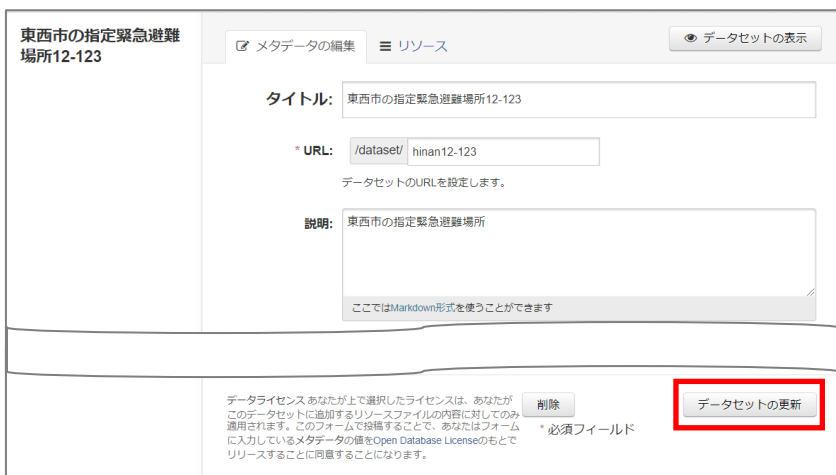 東西市の指定緊急避難
場所12-123
メタデータの編集 リソース データセットの表示
タイトル: 東西市の指定緊急避難場所12-123
* URL: /dataset/ hinan12-123
データセットのURLを設定します。
説明: 東西市の指定緊急避難場所
ここではMarkdown形式を使うことができます
データライセンス あなたが上で選択したライセンスは、あなたが
このデータセットに追加するリソースファイルの内容に対してのみ
適用されます。このフォームで投稿することで、あなたはフォーム
に入力しているメタデータの値をOpen Database Licenseのもとで
リリースすることに同意することになります。
削除 データセットの更新
* 必須フィールド